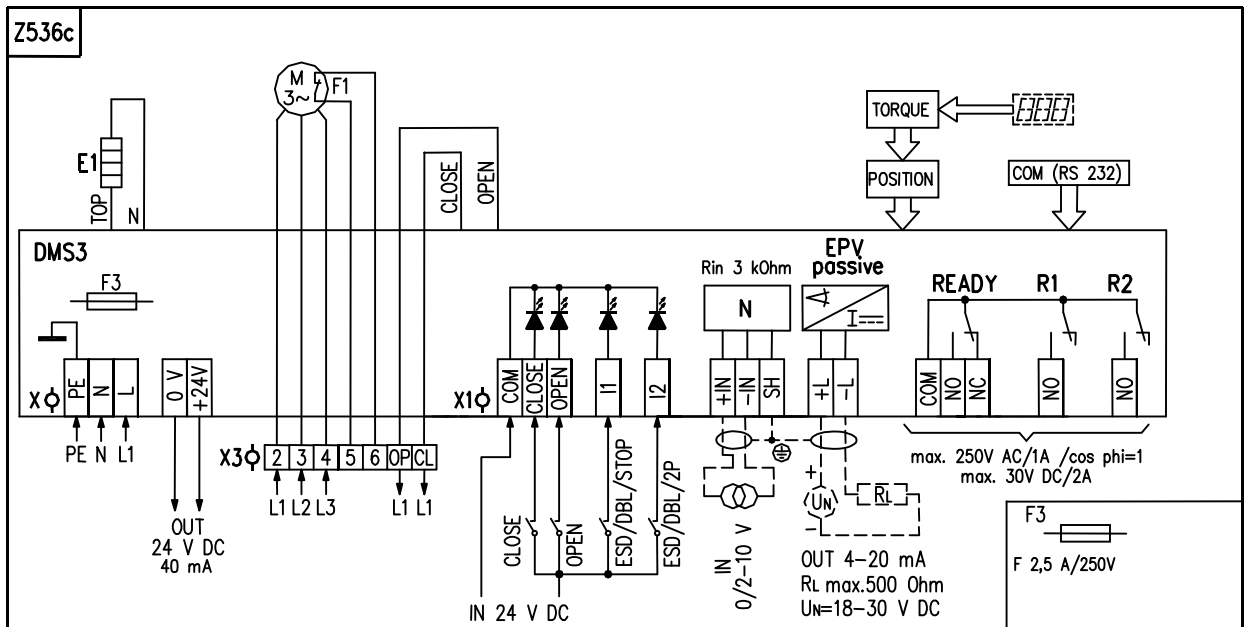 Z536c
M
3~
F1
E1
TOP
N
CLOSE
OPEN
TORQUE
POSITION
COM (RS 232)
DMS3
F3
Rin 3 kOhm
N
EPV
passive
I
READY R1 R2
X
PE N L
0 V +24V
X1
COM CLOSE OPEN I1 I2
+IN -IN SH
+L -L
COM NO NC NO NO
PE N L1
X3
2 3 4 5 6 OP CL
L1 L2 L3 L1 L1
OUT
24 V DC
40 mA
CLOSE OPEN ESD/DBL/STOP ESD/DBL/2P
IN 24 V DC
IN
0/2-10 V
+
UN
-
RL
OUT 4-20 mA
RL max.500 Ohm
UN=18-30 V DC
max. 250V AC/1A /cos phi=1
max. 30V DC/2A
F3
F 2,5 A/250V